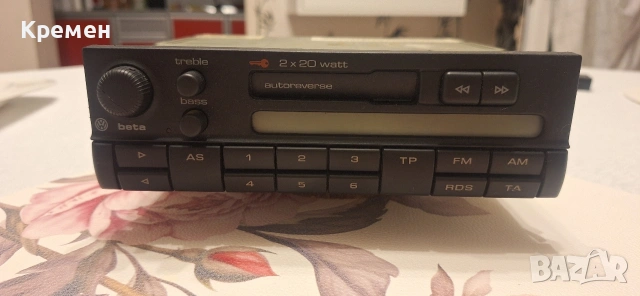 Кремен
treble
2 x 20 watt
autoreverse
bass
beta
AS
1
2
3
TP
FM
AM
4
5
6
RDS
T/\
BAZAR